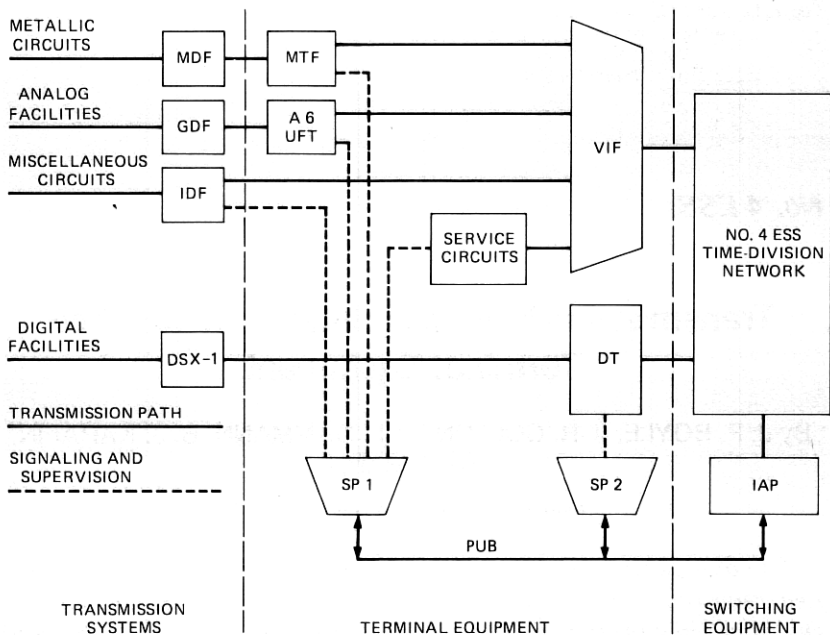 METALLIC
CIRCUITS
MDF
MTF
ANALOG
FACILITIES
GDF
A 6
UFT
MISCELLANEOUS
CIRCUITS
IDF
VIF
SERVICE
CIRCUITS
NO. 4 ESS
TIME-DIVISION
NETWORK
DIGITAL
FACILITIES
DSX-1
DT
TRANSMISSION PATH
SIGNALING AND
SUPERVISION
SP 1
SP 2
IAP
PUB
TRANSMISSION
SYSTEMS
TERMINAL EQUIPMENT
SWITCHING
EQUIPMENT